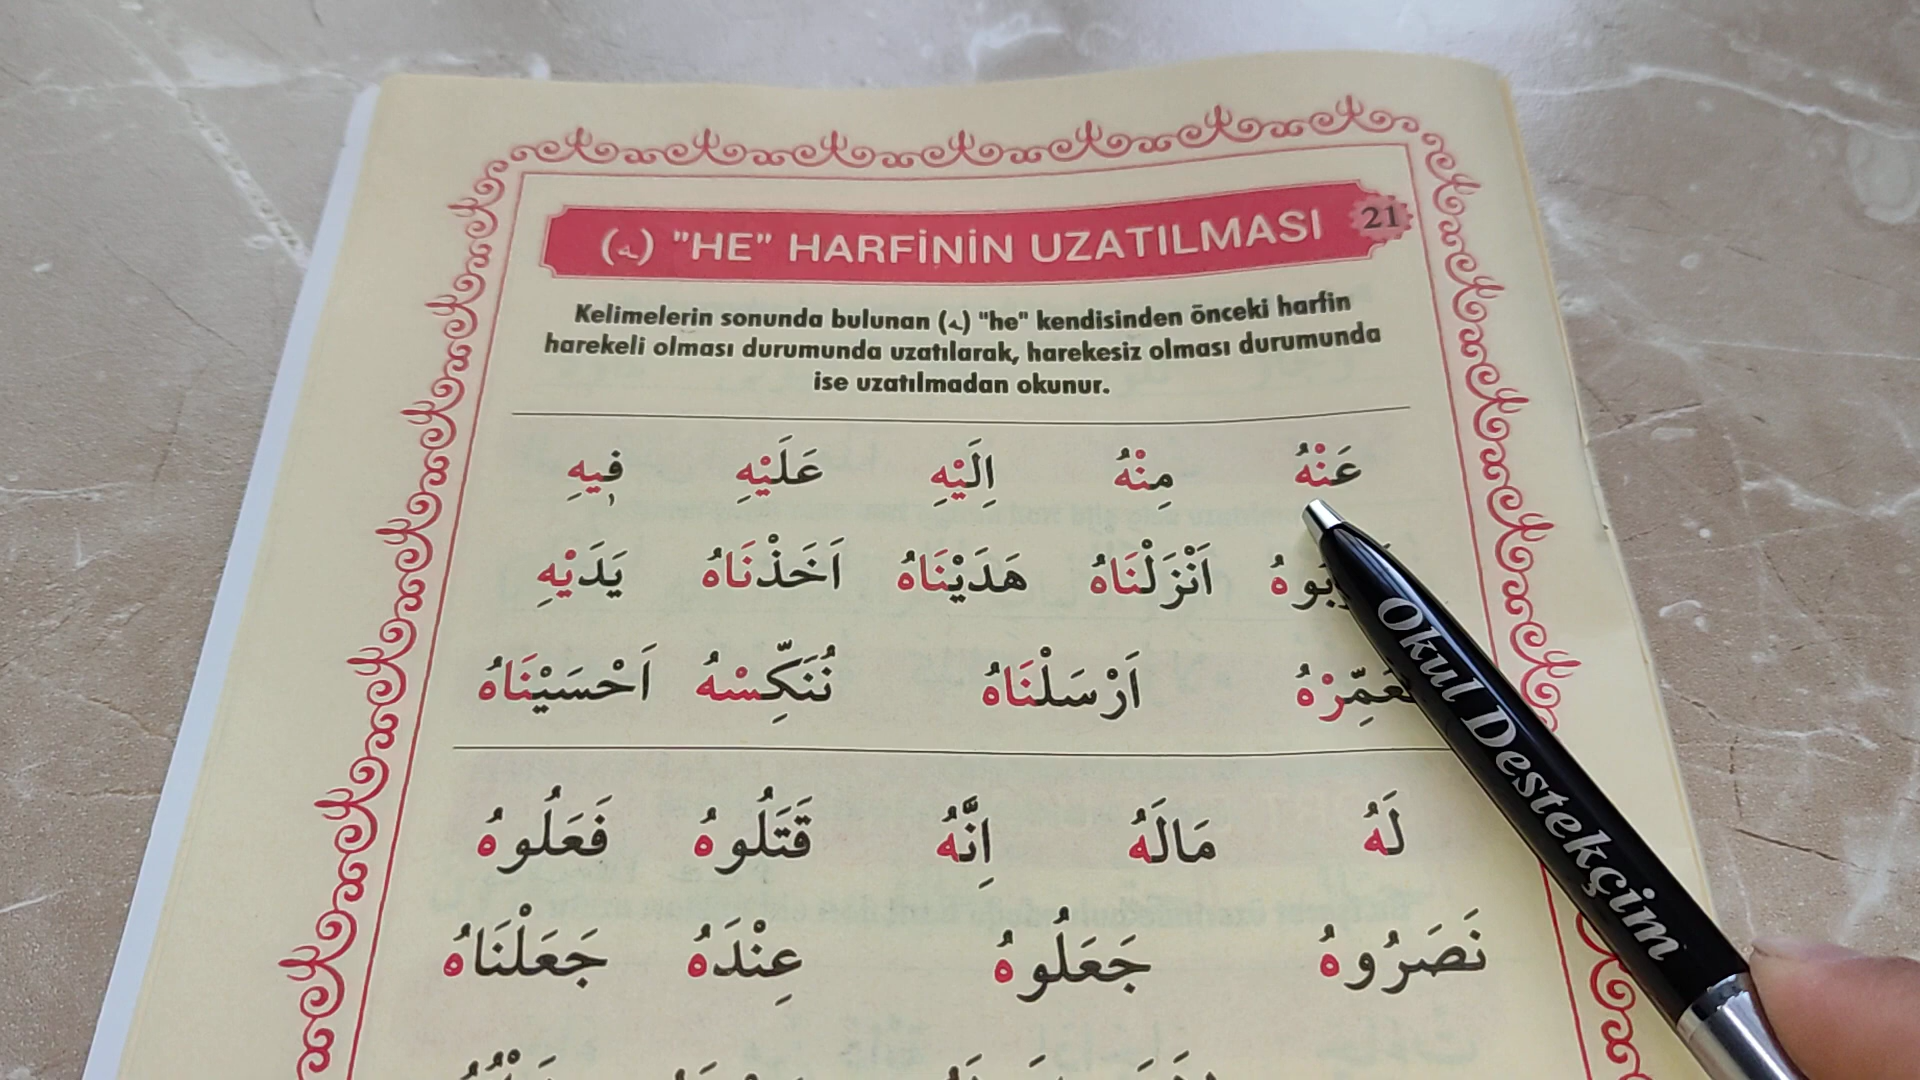 (ـه) "HE" HARFİNİN UZATILMASI 21
Kelimelerin sonunda bulunan (ـه) "he" kendisinden önceki harfin
harekeli olması durumunda uzatılarak, harekesiz olması durumunda
ise uzatılmadan okunur.
عَنْهُ مِنْهُ اِلَيْهِ عَلَيْهِ فٖيهِ
اَنْزَلْنَاهُ هَدَيْنَاهُ اَخَذْنَاهُ يَدَيْهِ
اَرْسَلْنَاهُ نُنَكِّسْهُ اَحْسَيْنَاهُ
لَهُ مَالَهُ اِنَّهُ قَتَلُوهُ فَعَلُوهُ
نَصَرُوهُ جَعَلُوهُ عِنْدَهُ جَعَلْنَاهُ
Okul Destekçim